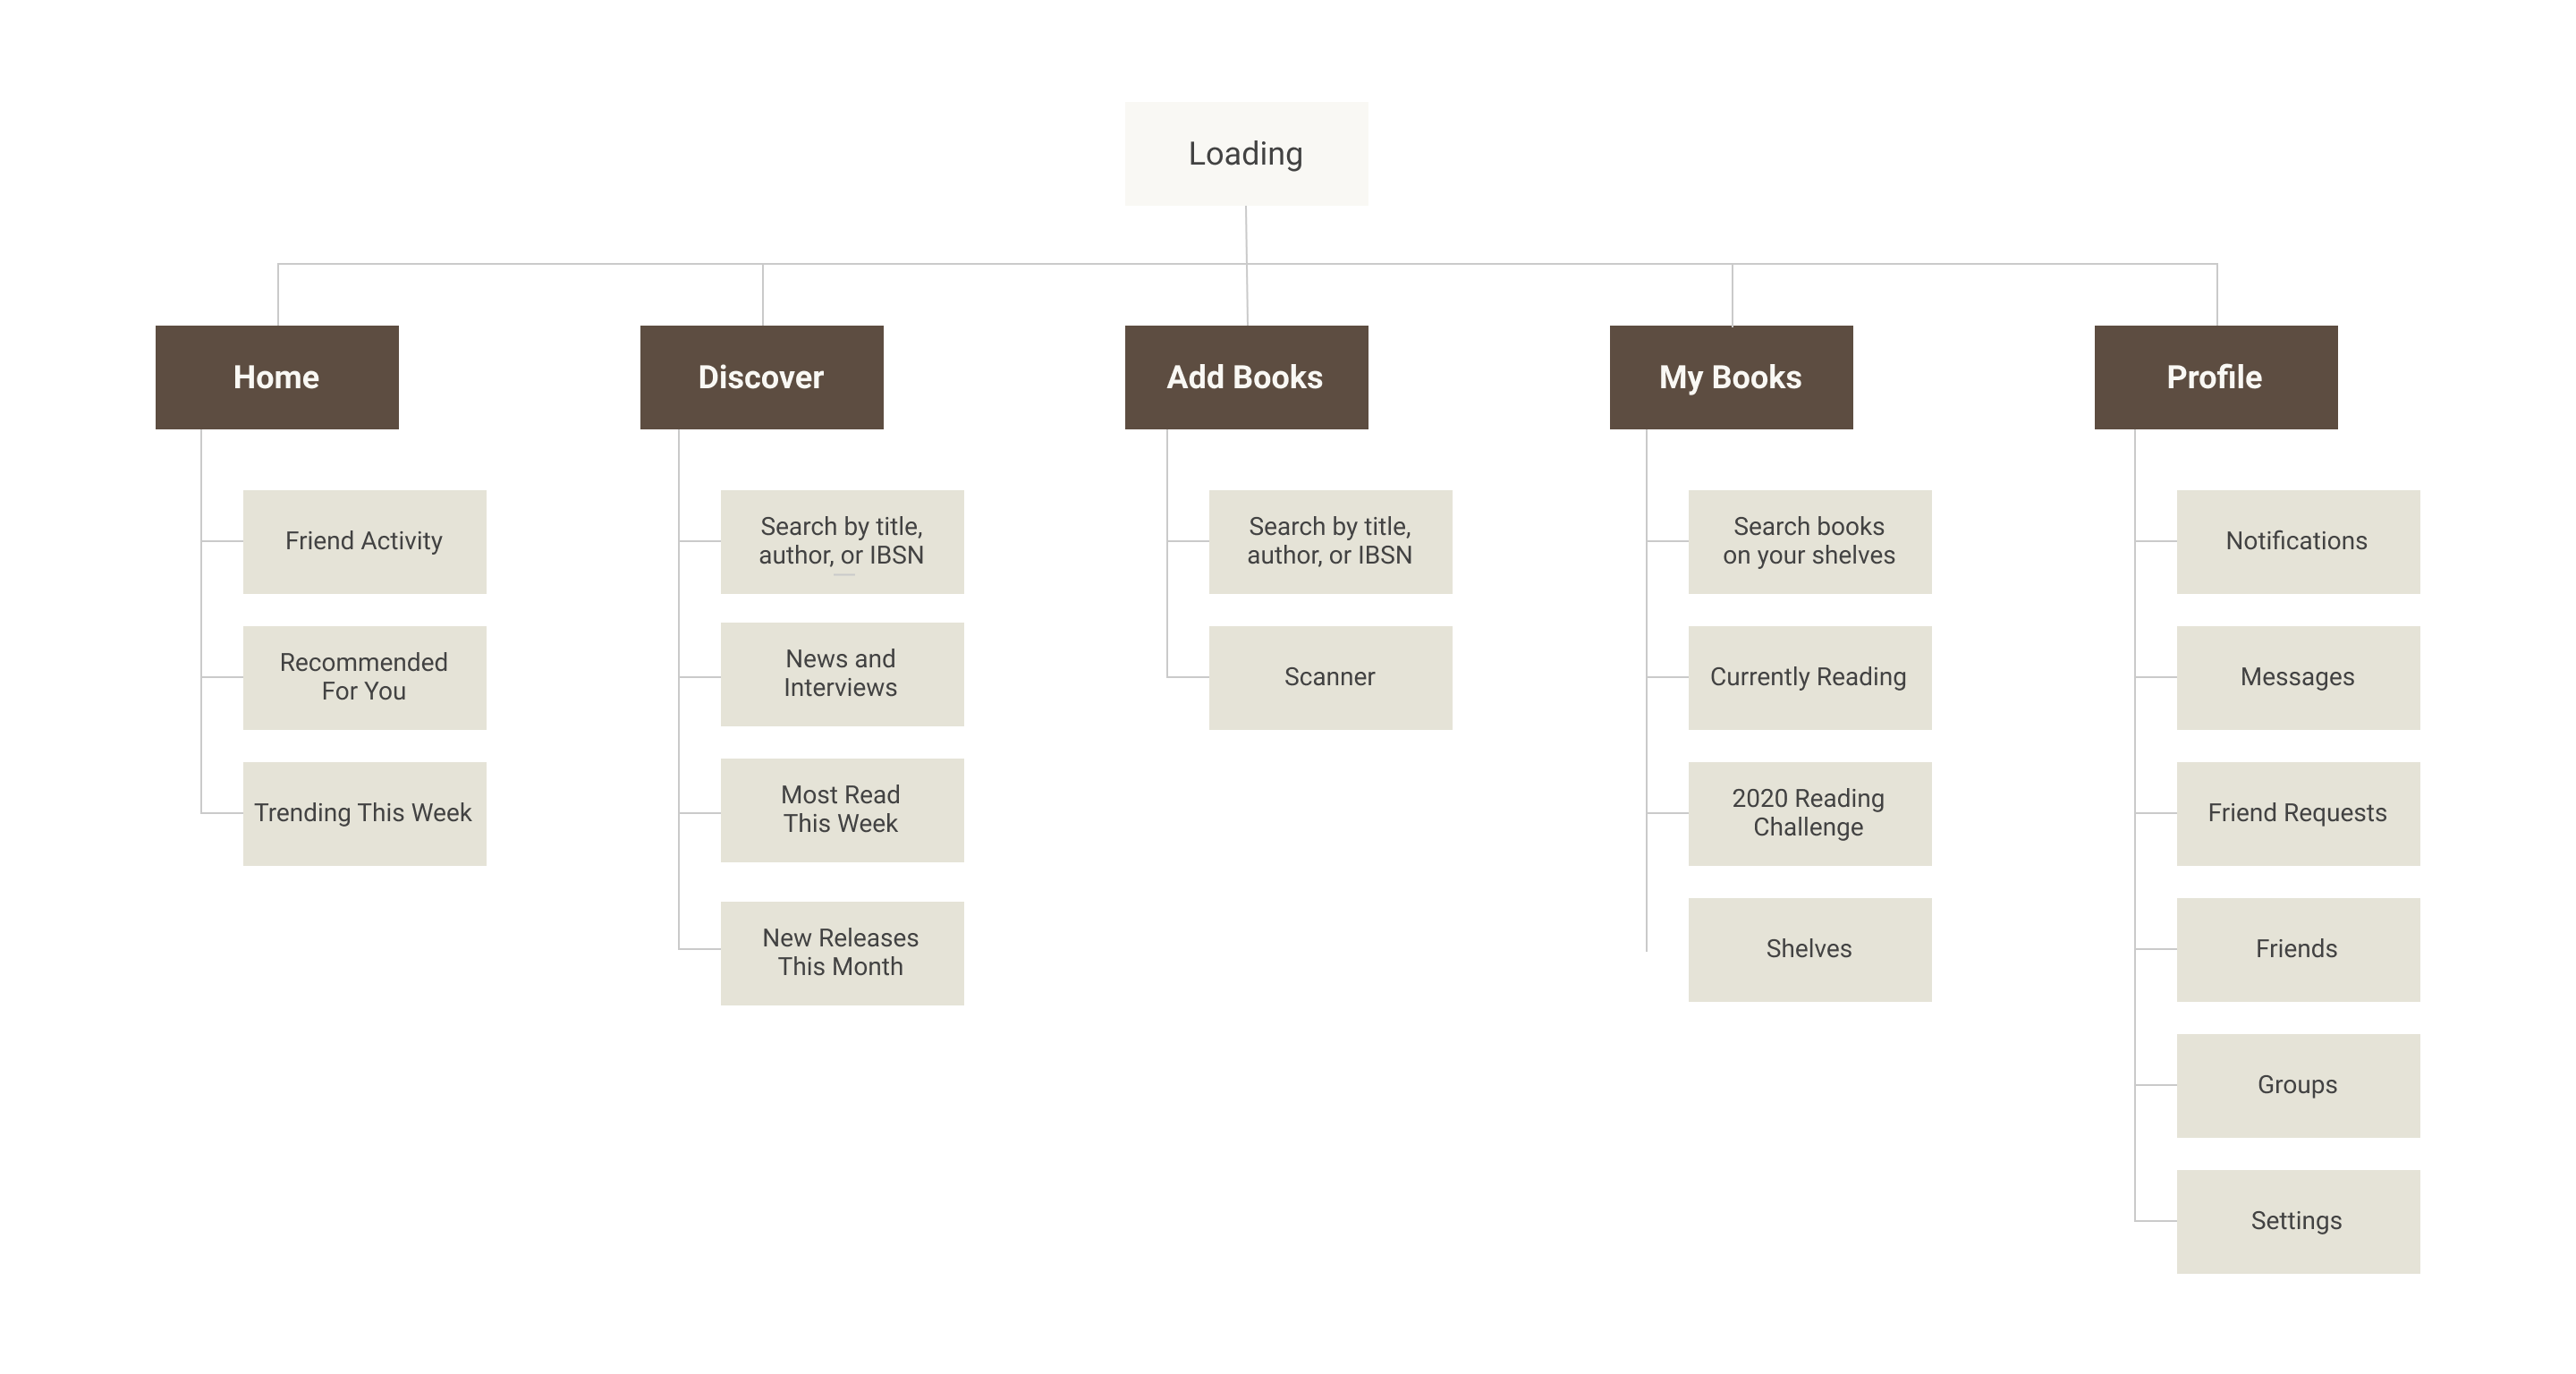 Loading
Home
Friend Activity
Recommended
For You
Trending This Week
Discover
Search by title,
author, or IBSN
News and
Interviews
Most Read
This Week
New Releases
This Month
Add Books
Search by title,
author, or IBSN
Scanner
My Books
Search books
on your shelves
Currently Reading
2020 Reading
Challenge
Shelves
Profile
Notifications
Messages
Friend Requests
Friends
Groups
Settings